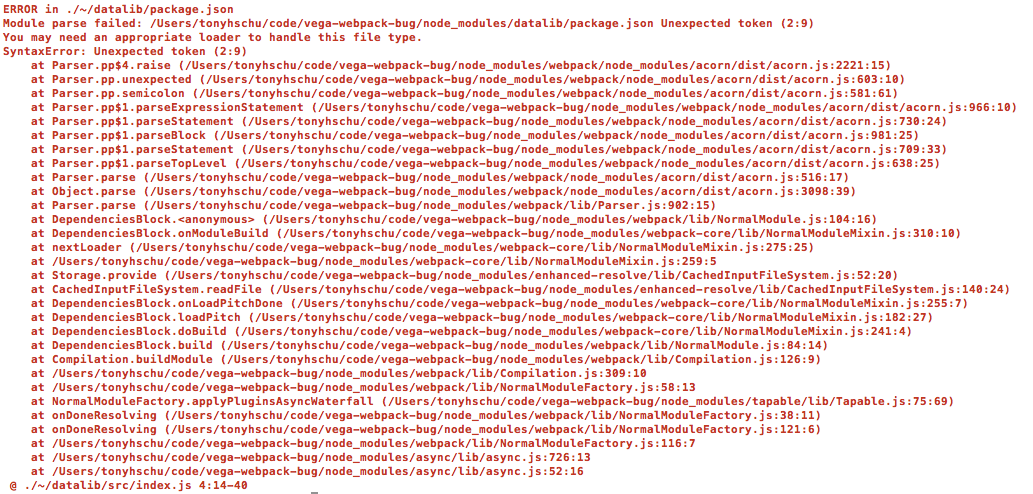 ERROR in ./~/datalib/package.json
Module parse failed: /Users/tonyhschu/code/vega-webpack-bug/node_modules/datalib/package.json Unexpected token (2:9)
You may need an appropriate loader to handle this file type.
SyntaxError: Unexpected token (2:9)
    at Parser.pp$4.raise (/Users/tonyhschu/code/vega-webpack-bug/node_modules/webpack/node_modules/acorn/dist/acorn.js:2221:15)
    at Parser.pp.unexpected (/Users/tonyhschu/code/vega-webpack-bug/node_modules/webpack/node_modules/acorn/dist/acorn.js:603:10)
    at Parser.pp.semicolon (/Users/tonyhschu/code/vega-webpack-bug/node_modules/webpack/node_modules/acorn/dist/acorn.js:581:61)
    at Parser.pp$1.parseExpressionStatement (/Users/tonyhschu/code/vega-webpack-bug/node_modules/webpack/node_modules/acorn/dist/acorn.js:966:10)
    at Parser.pp$1.parseStatement (/Users/tonyhschu/code/vega-webpack-bug/node_modules/webpack/node_modules/acorn/dist/acorn.js:730:24)
    at Parser.pp$1.parseBlock (/Users/tonyhschu/code/vega-webpack-bug/node_modules/webpack/node_modules/acorn/dist/acorn.js:981:25)
    at Parser.pp$1.parseStatement (/Users/tonyhschu/code/vega-webpack-bug/node_modules/webpack/node_modules/acorn/dist/acorn.js:709:33)
    at Parser.pp$1.parseTopLevel (/Users/tonyhschu/code/vega-webpack-bug/node_modules/webpack/node_modules/acorn/dist/acorn.js:638:25)
    at Parser.parse (/Users/tonyhschu/code/vega-webpack-bug/node_modules/webpack/node_modules/acorn/dist/acorn.js:516:17)
    at Object.parse (/Users/tonyhschu/code/vega-webpack-bug/node_modules/webpack/node_modules/acorn/dist/acorn.js:3098:39)
    at Parser.parse (/Users/tonyhschu/code/vega-webpack-bug/node_modules/webpack/lib/Parser.js:902:15)
    at DependenciesBlock.<anonymous> (/Users/tonyhschu/code/vega-webpack-bug/node_modules/webpack/lib/NormalModule.js:104:16)
    at DependenciesBlock.onModuleBuild (/Users/tonyhschu/code/vega-webpack-bug/node_modules/webpack-core/lib/NormalModuleMixin.js:310:10)
    at nextLoader (/Users/tonyhschu/code/vega-webpack-bug/node_modules/webpack-core/lib/NormalModuleMixin.js:275:25)
    at /Users/tonyhschu/code/vega-webpack-bug/node_modules/webpack-core/lib/NormalModuleMixin.js:259:5
    at Storage.provide (/Users/tonyhschu/code/vega-webpack-bug/node_modules/enhanced-resolve/lib/CachedInputFileSystem.js:52:20)
    at CachedInputFileSystem.readFile (/Users/tonyhschu/code/vega-webpack-bug/node_modules/enhanced-resolve/lib/CachedInputFileSystem.js:140:24)
    at DependenciesBlock.onLoadPitchDone (/Users/tonyhschu/code/vega-webpack-bug/node_modules/webpack-core/lib/NormalModuleMixin.js:255:7)
    at DependenciesBlock.loadPitch (/Users/tonyhschu/code/vega-webpack-bug/node_modules/webpack-core/lib/NormalModuleMixin.js:182:27)
    at DependenciesBlock.doBuild (/Users/tonyhschu/code/vega-webpack-bug/node_modules/webpack-core/lib/NormalModuleMixin.js:241:4)
    at DependenciesBlock.build (/Users/tonyhschu/code/vega-webpack-bug/node_modules/webpack/lib/NormalModule.js:84:14)
    at Compilation.buildModule (/Users/tonyhschu/code/vega-webpack-bug/node_modules/webpack/lib/Compilation.js:126:9)
    at /Users/tonyhschu/code/vega-webpack-bug/node_modules/webpack/lib/Compilation.js:309:10
    at /Users/tonyhschu/code/vega-webpack-bug/node_modules/webpack/lib/NormalModuleFactory.js:58:13
    at NormalModuleFactory.applyPluginsAsyncWaterfall (/Users/tonyhschu/code/vega-webpack-bug/node_modules/tapable/lib/Tapable.js:75:69)
    at onDoneResolving (/Users/tonyhschu/code/vega-webpack-bug/node_modules/webpack/lib/NormalModuleFactory.js:38:11)
    at onDoneResolving (/Users/tonyhschu/code/vega-webpack-bug/node_modules/webpack/lib/NormalModuleFactory.js:121:6)
    at /Users/tonyhschu/code/vega-webpack-bug/node_modules/webpack/lib/NormalModuleFactory.js:116:7
    at /Users/tonyhschu/code/vega-webpack-bug/node_modules/async/lib/async.js:726:13
    at /Users/tonyhschu/code/vega-webpack-bug/node_modules/async/lib/async.js:52:16
 @ ./~/datalib/src/index.js 4:14-40